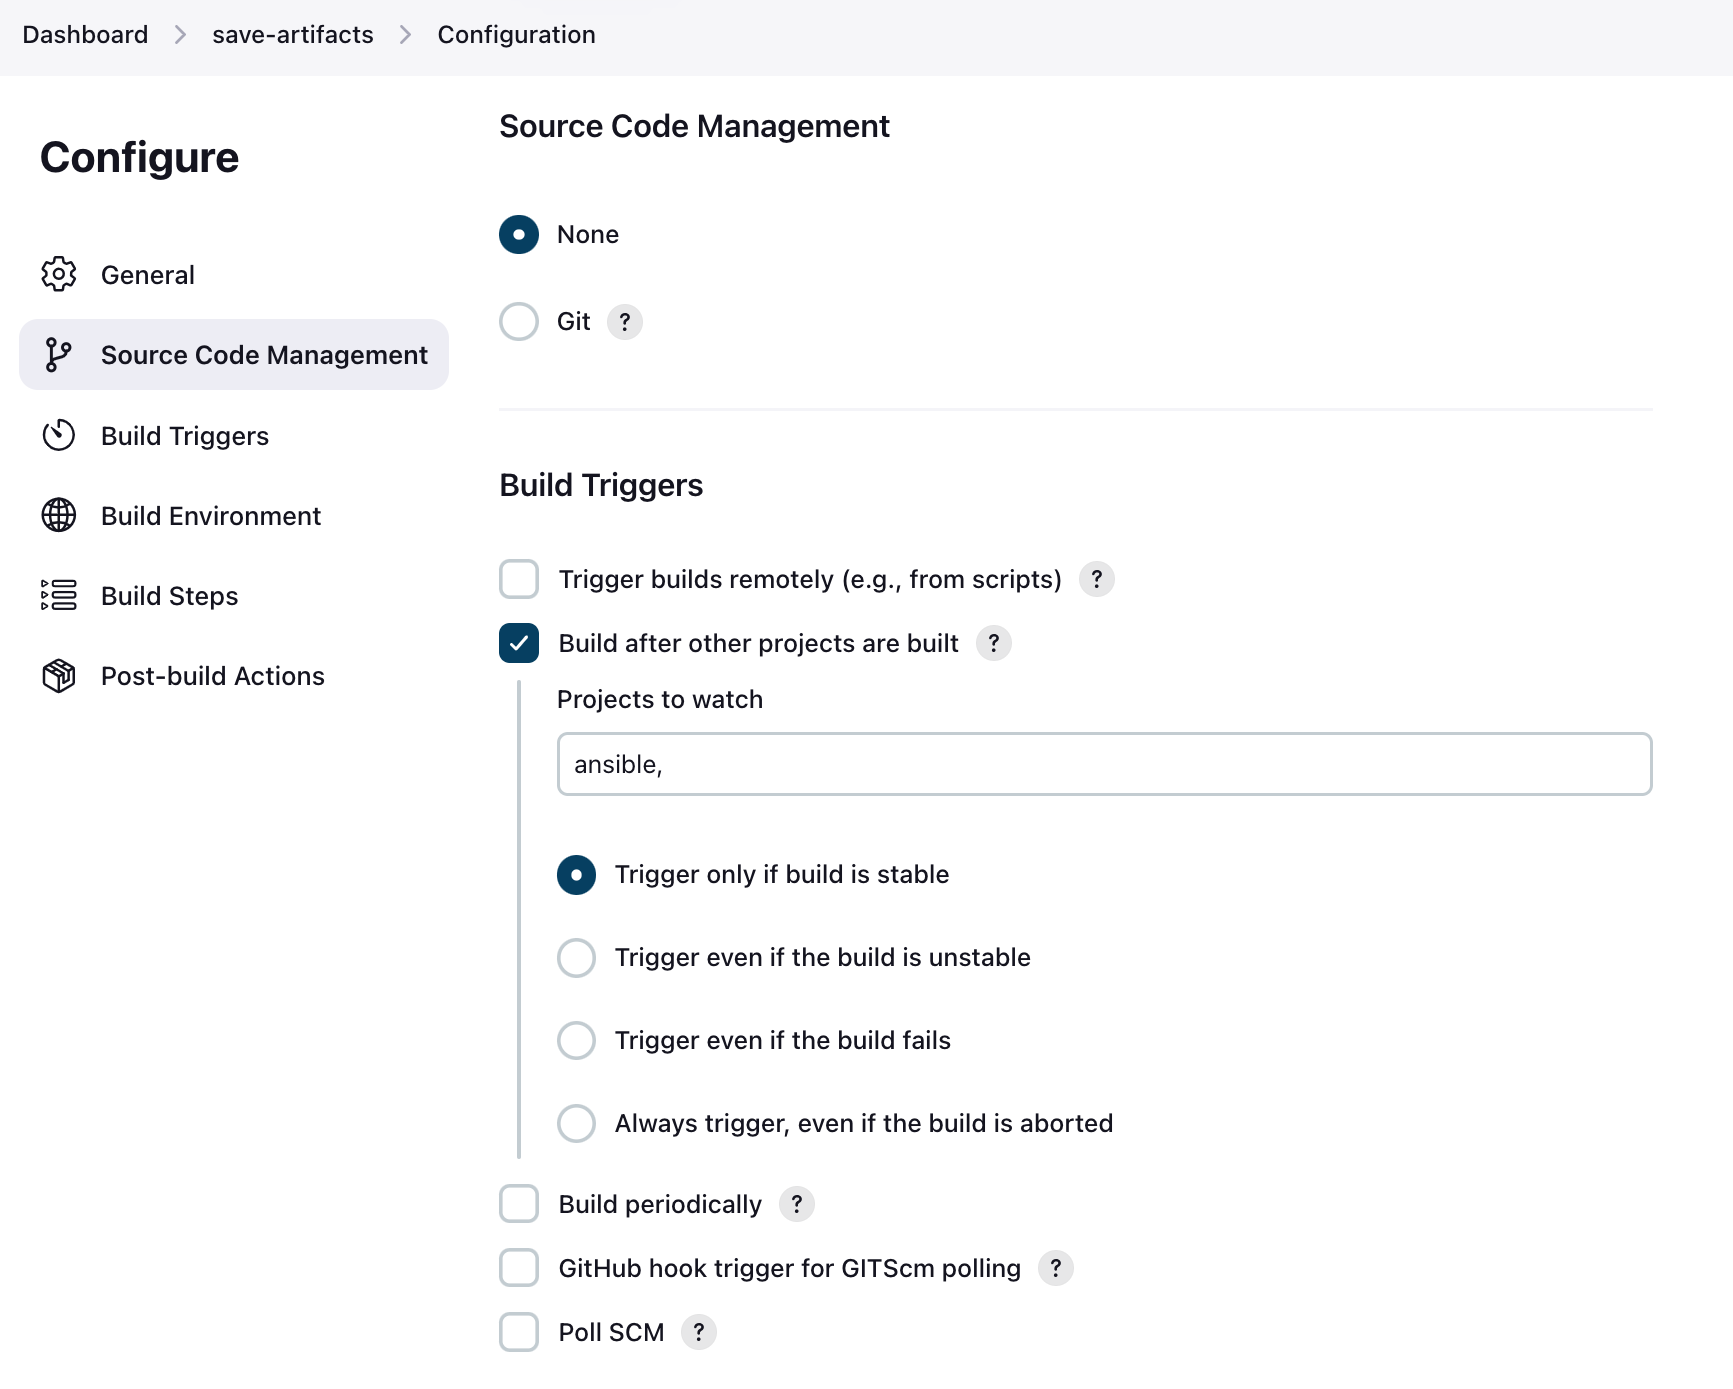 Dashboard > save-artifacts > Configuration
Configure
General
Source Code Management
Build Triggers
Build Environment
Build Steps
Post-build Actions
Source Code Management
None
Git ?
Build Triggers
Trigger builds remotely (e.g., from scripts) ?
Build after other projects are built ?
Projects to watch
ansible,
Trigger only if build is stable
Trigger even if the build is unstable
Trigger even if the build fails
Always trigger, even if the build is aborted
Build periodically ?
GitHub hook trigger for GITScm polling ?
Poll SCM ?